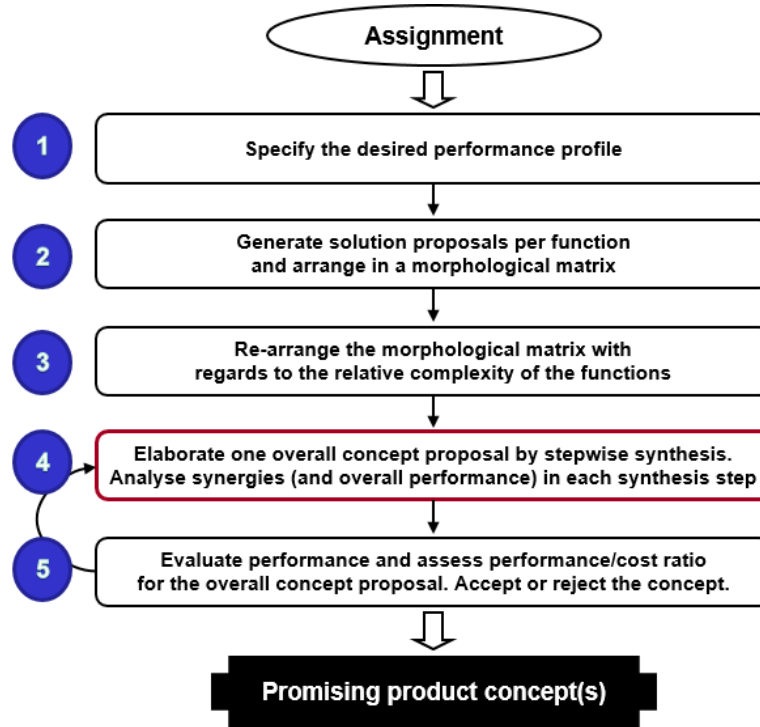 Assignment
1
Specify the desired performance profile
2
Generate solution proposals per function
and arrange in a morphological matrix
3
Re-arrange the morphological matrix with
regards to the relative complexity of the functions
4
Elaborate one overall concept proposal by stepwise synthesis.
Analyse synergies (and overall performance) in each synthesis step
5
Evaluate performance and assess performance/cost ratio
for the overall concept proposal. Accept or reject the concept.
Promising product concept(s)